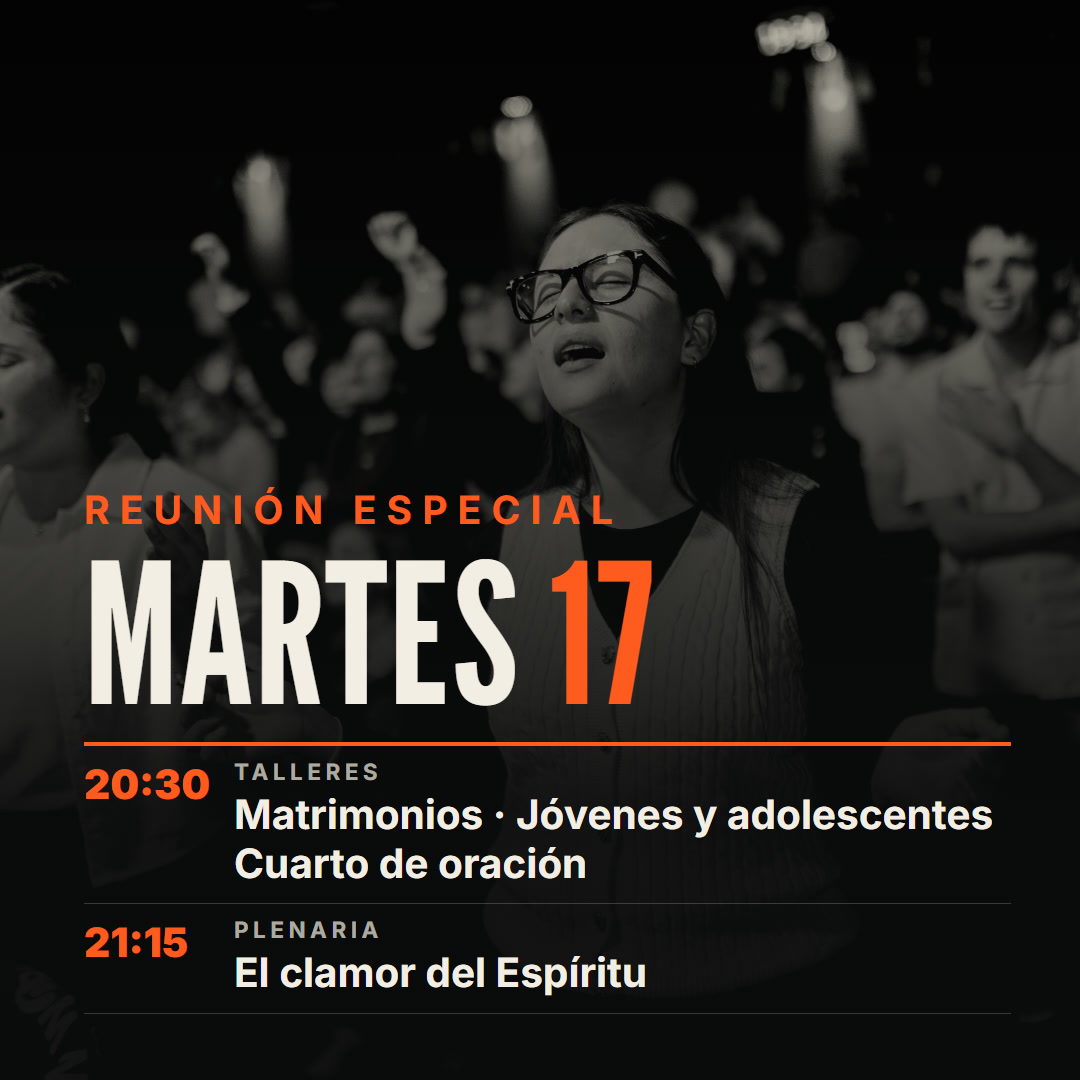 REUNIÓN ESPECIAL
MARTES 17
20:30 TALLERES
Matrimonios · Jóvenes y adolescentes
Cuarto de oración
21:15 PLENARIA
El clamor del Espíritu